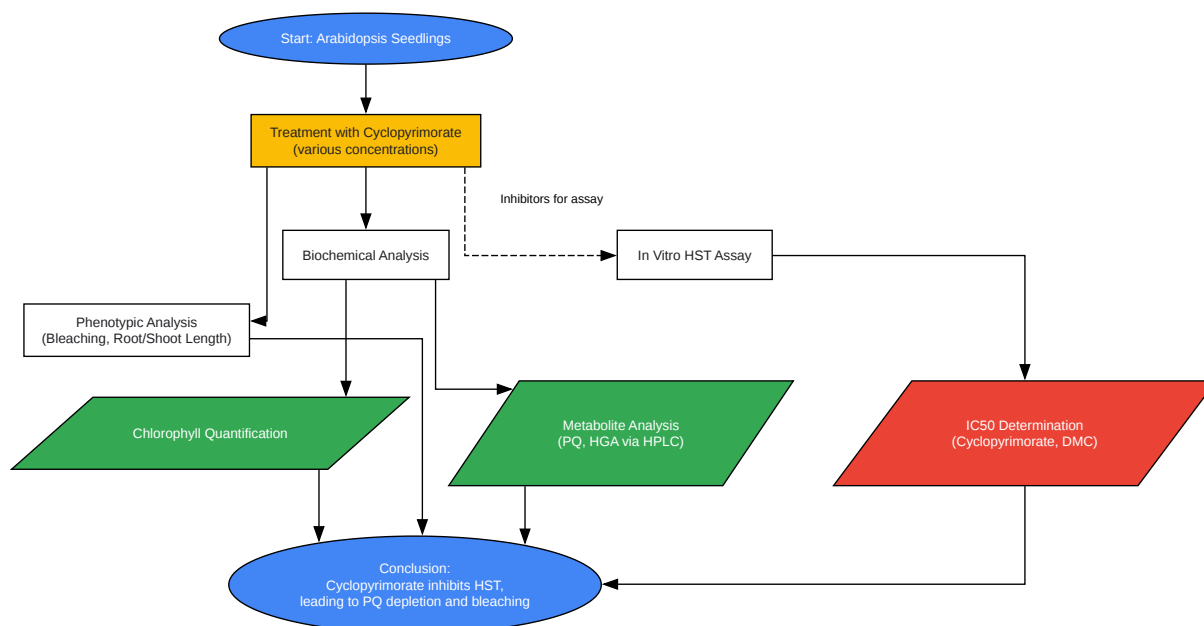 Start: Arabidopsis Seedlings
Treatment with Cyclopyrimorate
(various concentrations)
Inhibitors for assay
Biochemical Analysis
In Vitro HST Assay
Phenotypic Analysis
(Bleaching, Root/Shoot Length)
Chlorophyll Quantification
Metabolite Analysis
(PQ, HGA via HPLC)
IC50 Determination
(Cyclopyrimorate, DMC)
Conclusion:
Cyclopyrimorate inhibits HST,
leading to PQ depletion and bleaching